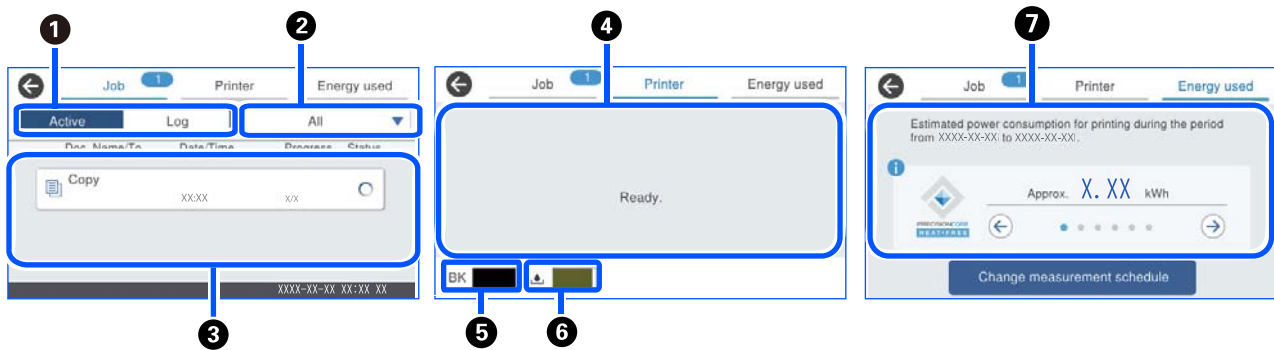 1
2
4
7
Job 1 Printer Energy used
Active Log All
Doc. Name/To Date/Time Progress Status
Copy
XX:XX X/X
XXXX-XX-XX XX:XX XX
3
Job 1 Printer Energy used
Ready.
BK
5
6
Job 1 Printer Energy used
Estimated power consumption for printing during the period
from XXXX-XX-XX to XXXX-XX-XX.
i
Approx. X.XX kWh
PRECISIONCORE
HEAT-FREE
Change measurement schedule